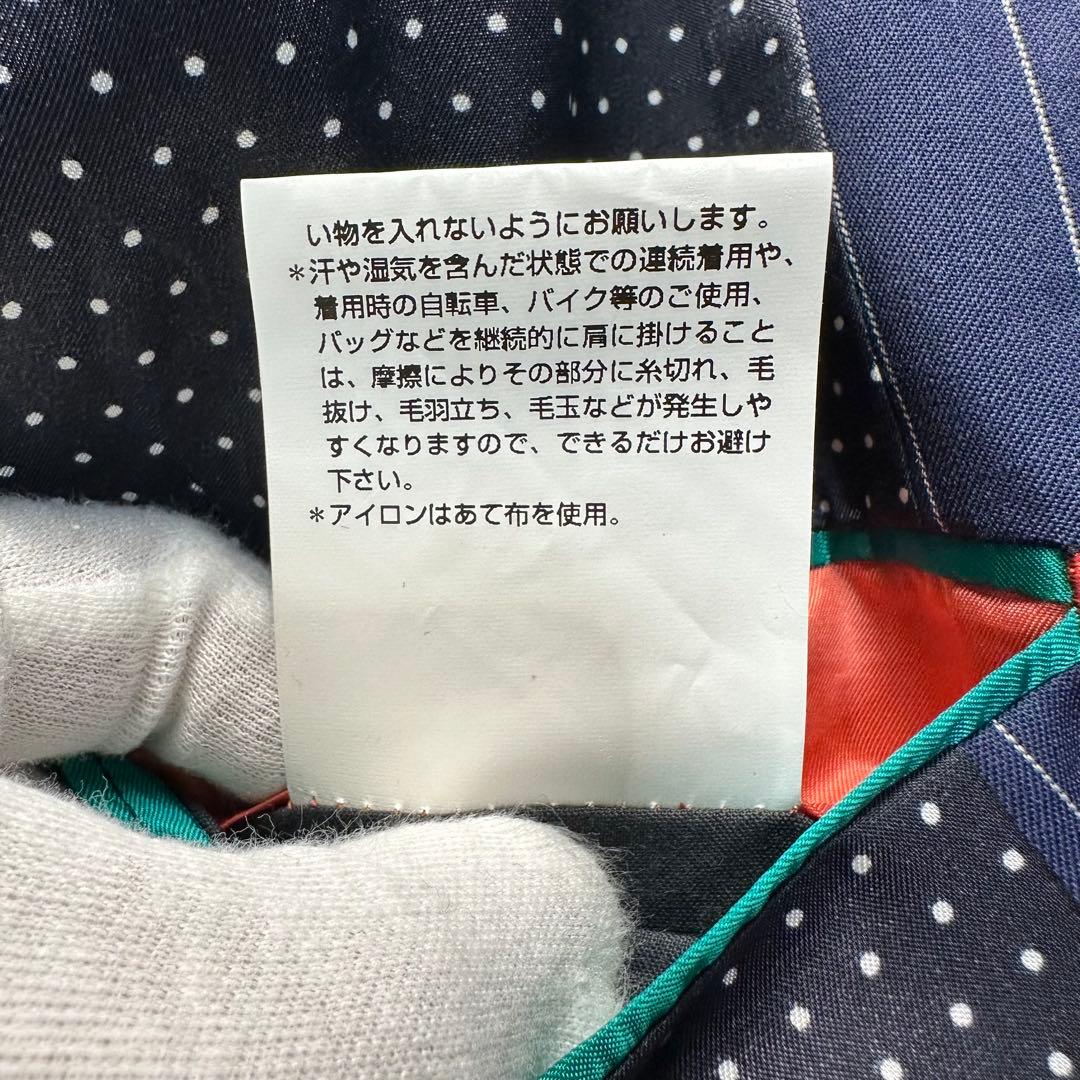 い物を入れないようにお願いします。
＊汗や湿気を含んだ状態での連続着用や、
着用時の自転車、バイク等のご使用、
バッグなどを継続的に肩に掛けること
は、摩擦によりその部分に糸切れ、毛
抜け、毛羽立ち、毛玉などが発生しや
すくなりますので、できるだけお避け
下さい。
＊アイロンはあて布を使用。